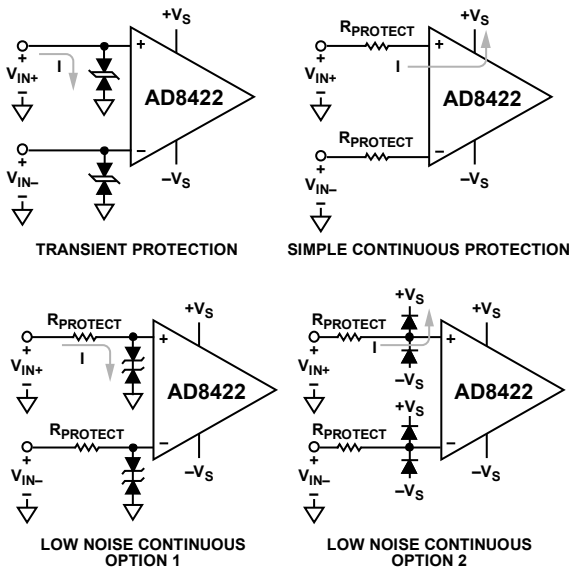 +VS
I
+
VIN+
AD8422
+
−
+
VIN−
−
−
−VS
TRANSIENT PROTECTION
RPROTECT
+VS
I
+
VIN+
AD8422
−
RPROTECT
+
VIN−
−
+
−
−VS
SIMPLE CONTINUOUS PROTECTION
RPROTECT
+VS
I
+
VIN+
AD8422
−
RPROTECT
+
VIN−
−
+
−
−VS
LOW NOISE CONTINUOUS
OPTION 1
RPROTECT
+VS
+VS
I
+
VIN+
−VS
AD8422
−
+VS
RPROTECT
+
VIN−
−
−VS
+
−
−VS
LOW NOISE CONTINUOUS
OPTION 2